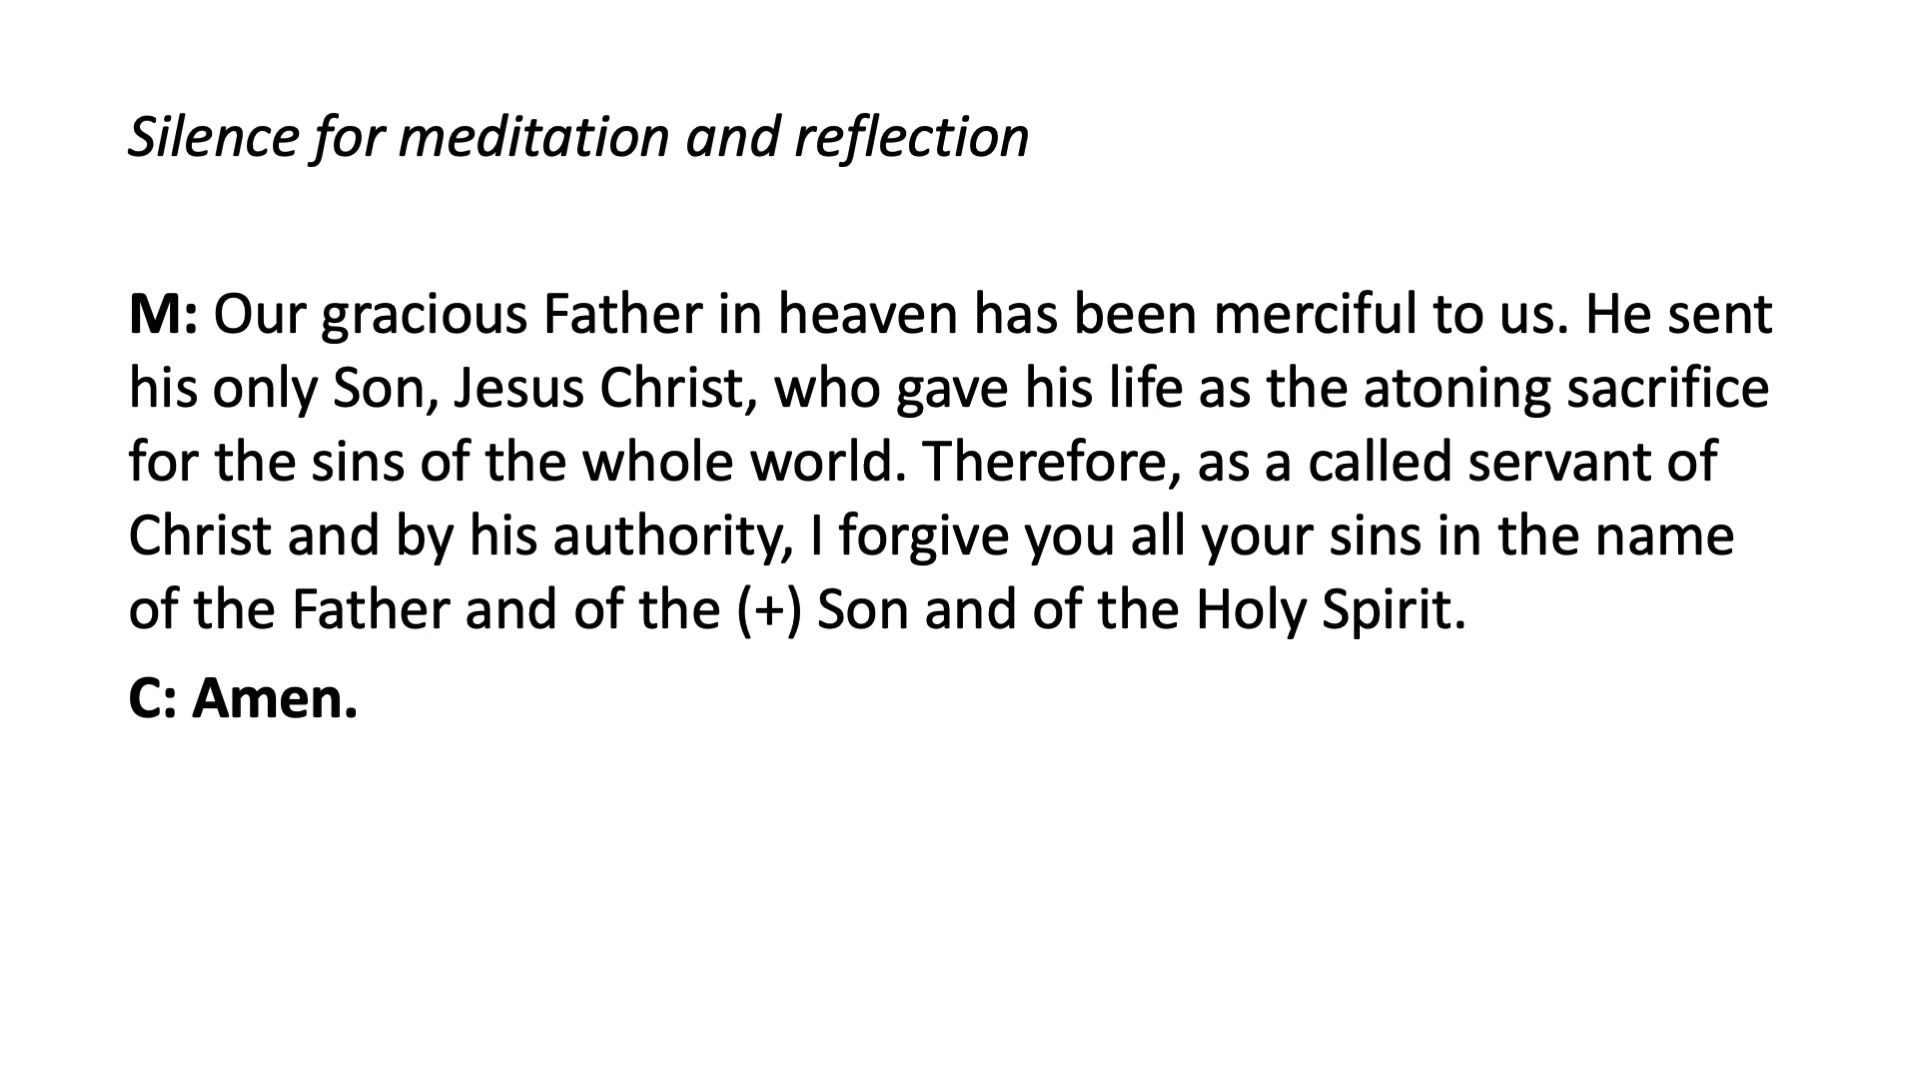 Silence for meditation and reflection
M: Our gracious Father in heaven has been merciful to us. He sent
his only Son, Jesus Christ, who gave his life as the atoning sacrifice
for the sins of the whole world. Therefore, as a called servant of
Christ and by his authority, I forgive you all your sins in the name
of the Father and of the (+) Son and of the Holy Spirit.
C: Amen.